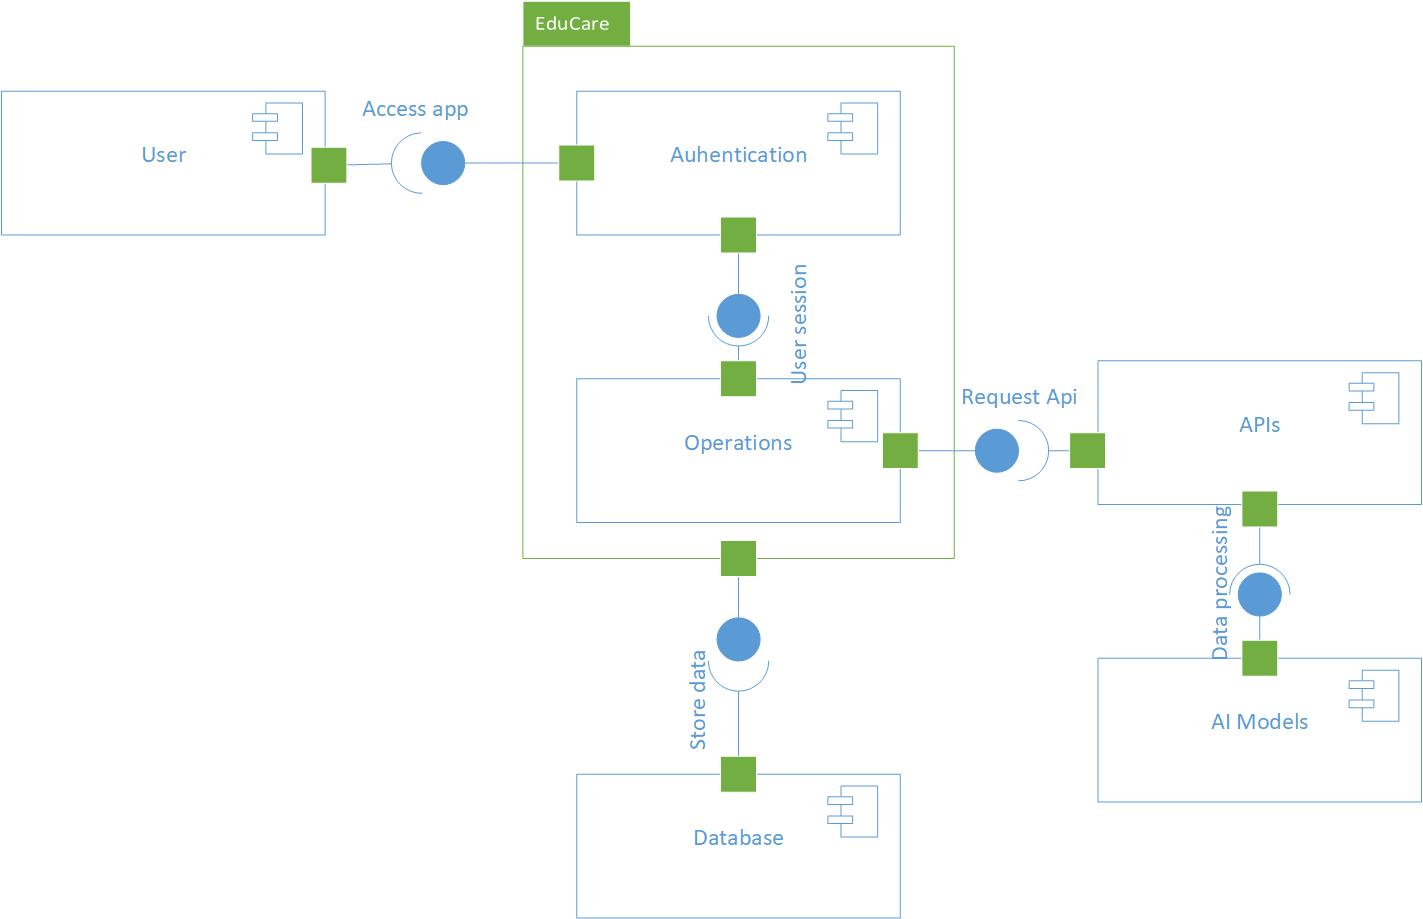 EduCare
Access app
User
Auhentication
User session
Operations
Request Api
APIs
Data processing
Store data
AI Models
Database